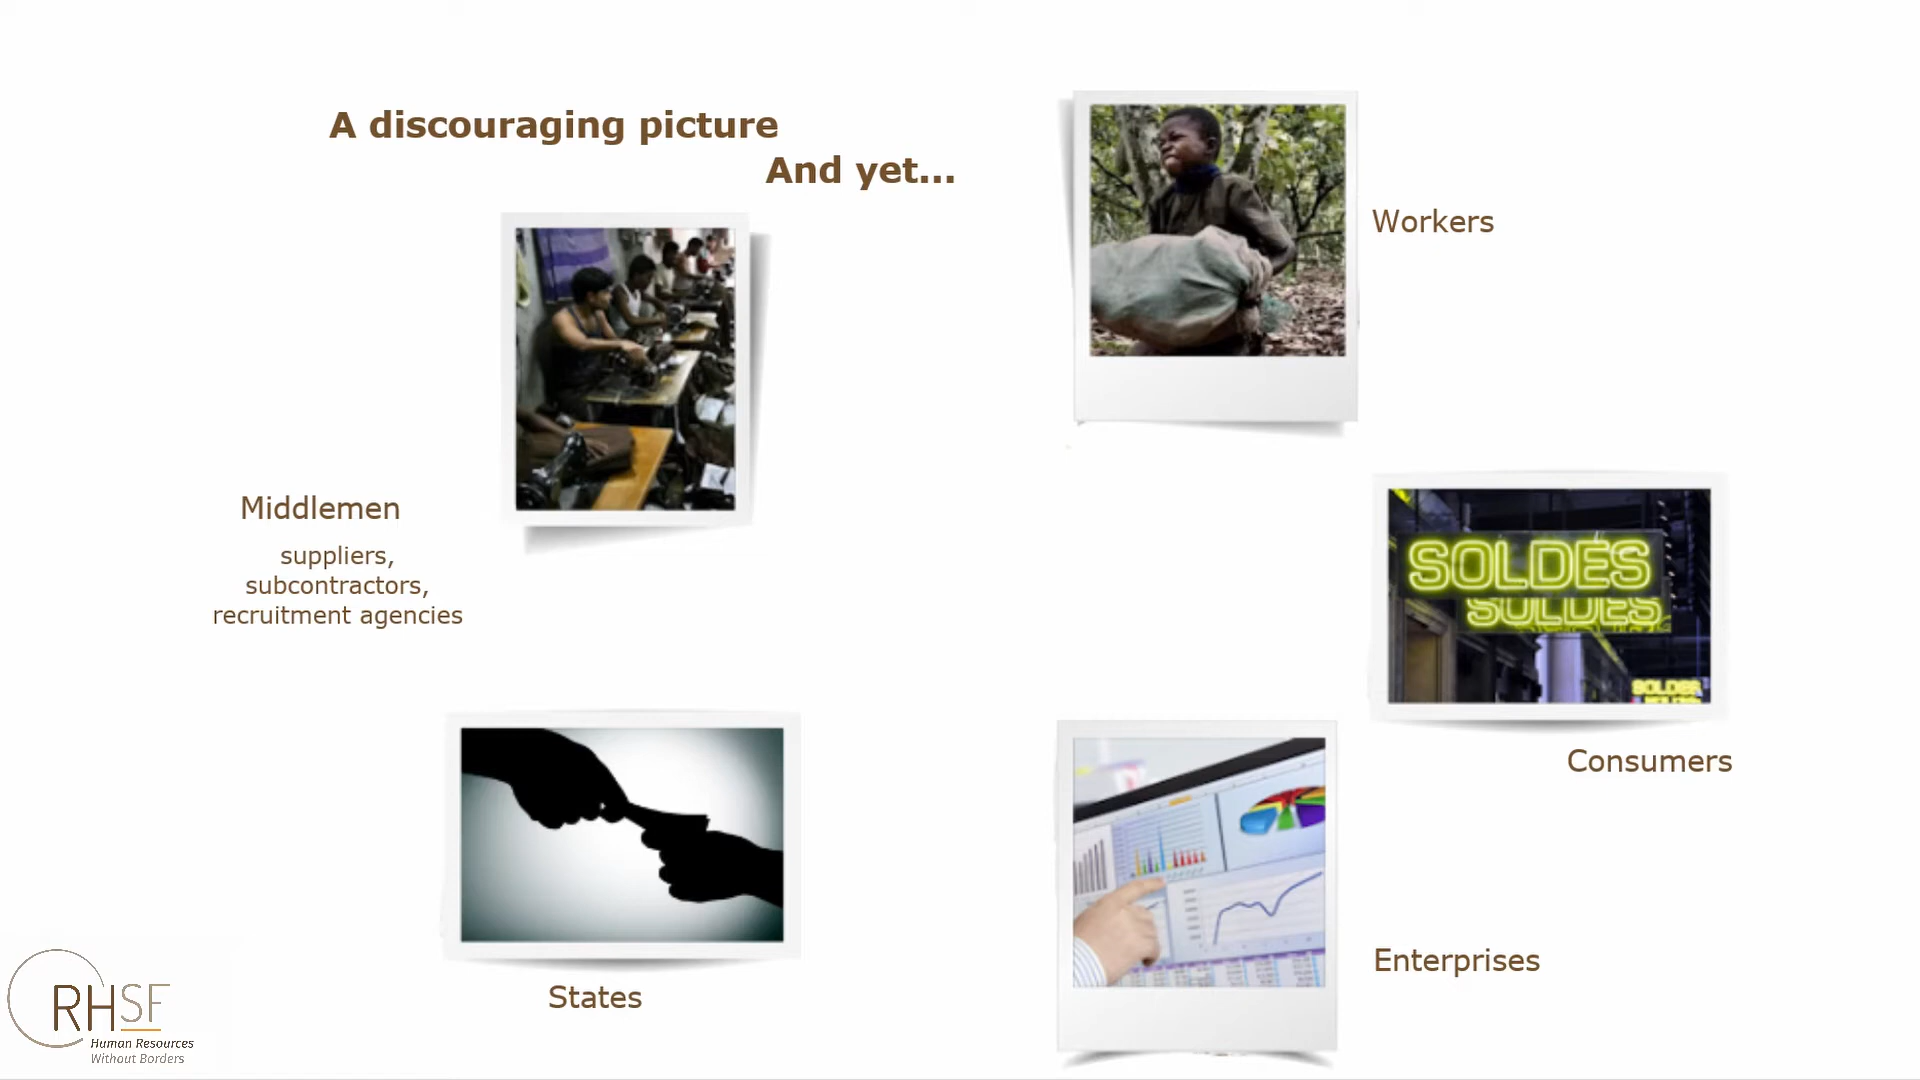 A discouraging picture
And yet...
Workers
Middlemen
suppliers,
subcontractors,
recruitment agencies
SOLDES
SOLDES
SOLDES
Consumers
States
Enterprises
RHSF
Human Resources
Without Borders